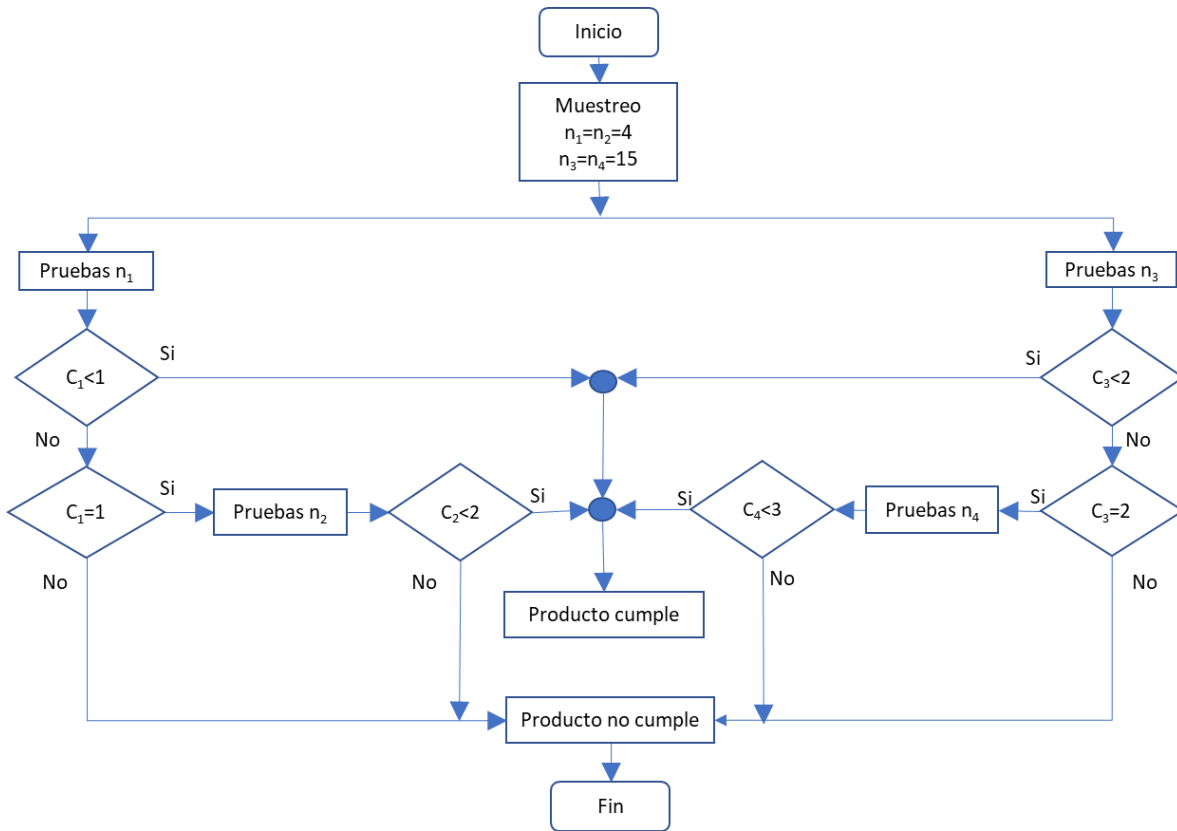 Inicio
Muestreo
n₁=n₂=4
n₃=n₄=15
Pruebas n₁
Pruebas n₃
C₁<1
Si
Si
C₃<2
No
No
C₁=1
Si
Pruebas n₂
C₂<2
Si
Si
C₄<3
Pruebas n₄
Si
C₃=2
No
No
No
No
Producto cumple
Producto no cumple
Fin